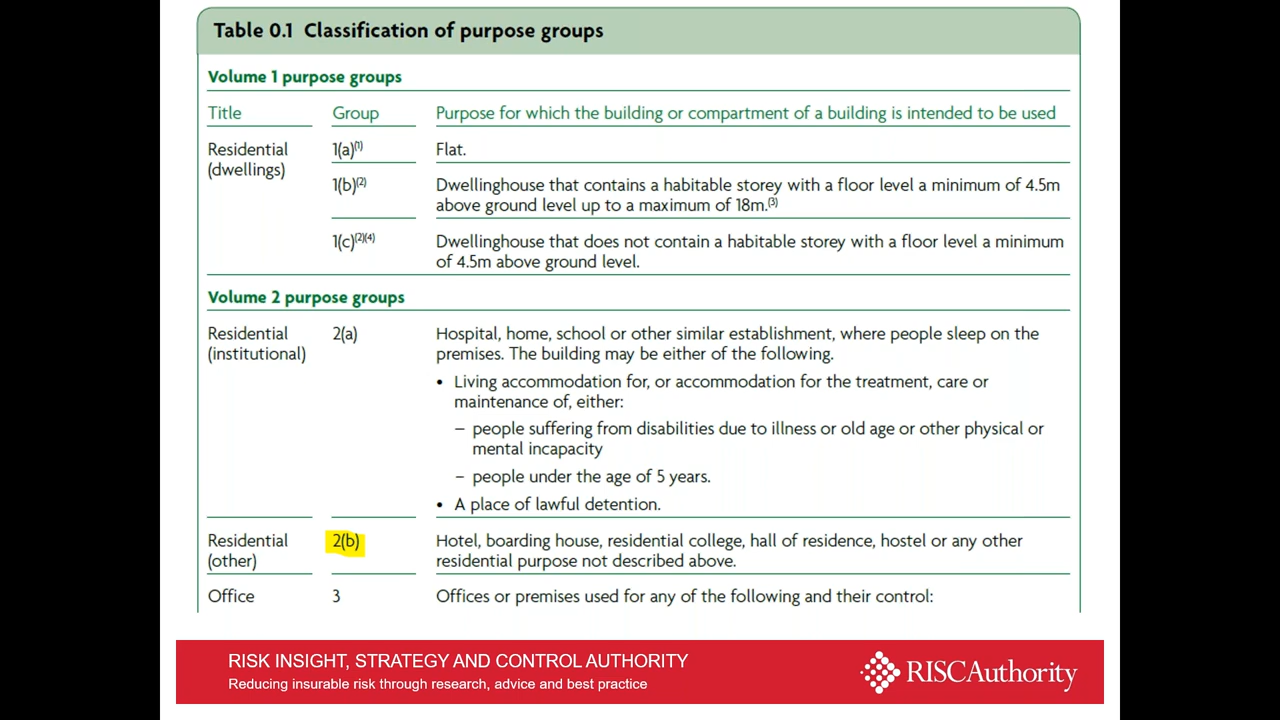 Table 0.1 Classification of purpose groups
Volume 1 purpose groups
Title Group Purpose for which the building or compartment of a building is intended to be used
Residential (dwellings) 1(a)(1) Flat.
1(b)(2) Dwellinghouse that contains a habitable storey with a floor level a minimum of 4.5m
above ground level up to a maximum of 18m.(3)
1(c)(2)(4) Dwellinghouse that does not contain a habitable storey with a floor level a minimum
of 4.5m above ground level.
Volume 2 purpose groups
Residential (institutional) 2(a) Hospital, home, school or other similar establishment, where people sleep on the
premises. The building may be either of the following.
• Living accommodation for, or accommodation for the treatment, care or
maintenance of, either:
– people suffering from disabilities due to illness or old age or other physical or
mental incapacity
– people under the age of 5 years.
• A place of lawful detention.
Residential (other) 2(b) Hotel, boarding house, residential college, hall of residence, hostel or any other
residential purpose not described above.
Office 3 Offices or premises used for any of the following and their control:
RISK INSIGHT, STRATEGY AND CONTROL AUTHORITY
Reducing insurable risk through research, advice and best practice
RISCAuthority